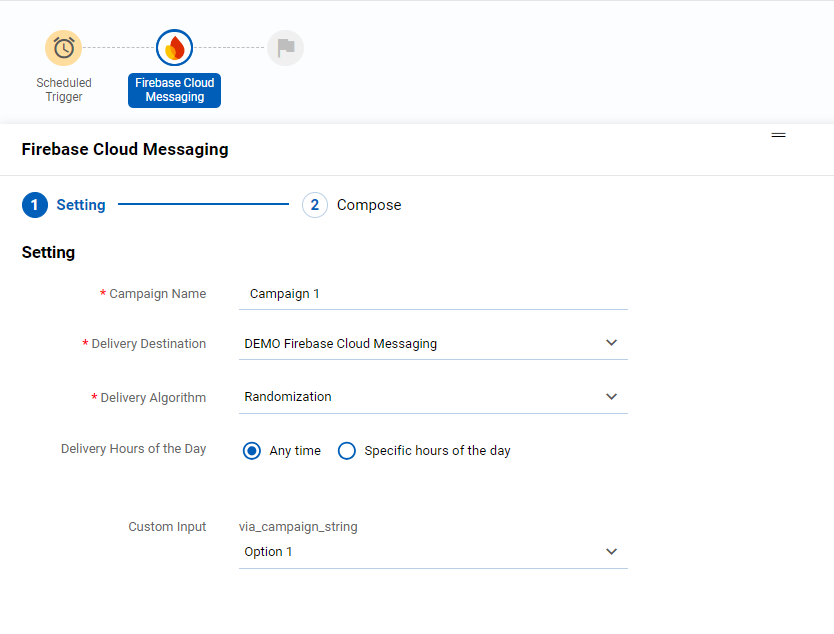 Scheduled
Trigger
Firebase Cloud
Messaging
Firebase Cloud Messaging
1 Setting
2 Compose
Setting
* Campaign Name Campaign 1
* Delivery Destination DEMO Firebase Cloud Messaging
* Delivery Algorithm Randomization
Delivery Hours of the Day Any time Specific hours of the day
Custom Input via_campaign_string
Option 1